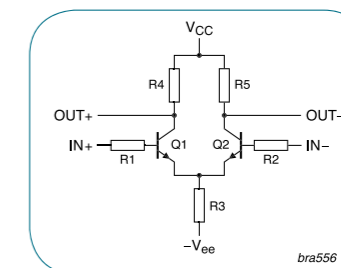 VCC
R4 R5
OUT+ OUT-
IN+ Q1 Q2 IN−
R1 R2
R3
−Vee
bra556